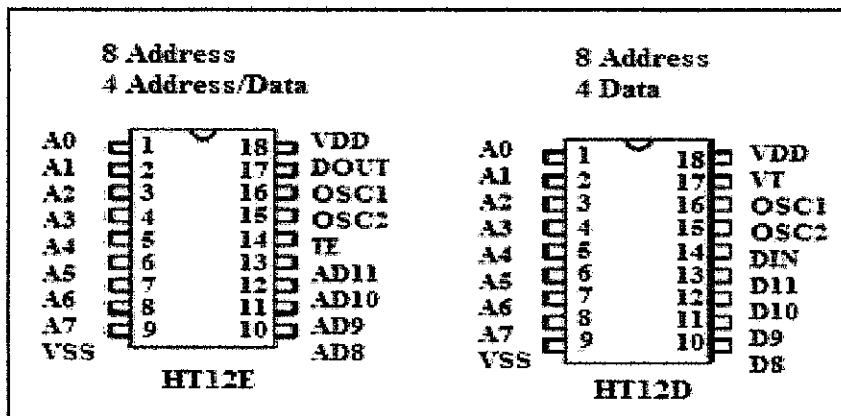 8 Address
4 Address/Data
A0 1 18 VDD
A1 2 17 DOUT
A2 3 16 OSC1
A3 4 15 OSC2
A4 5 14 TE
A5 6 13 AD11
A6 7 12 AD10
A7 8 11 AD9
VSS 9 10 AD8
HT12E
8 Address
4 Data
A0 1 18 VDD
A1 2 17 VT
A2 3 16 OSC1
A3 4 15 OSC2
A4 5 14 DIN
A5 6 13 D11
A6 7 12 D10
A7 8 11 D9
VSS 9 10 D8
HT12D